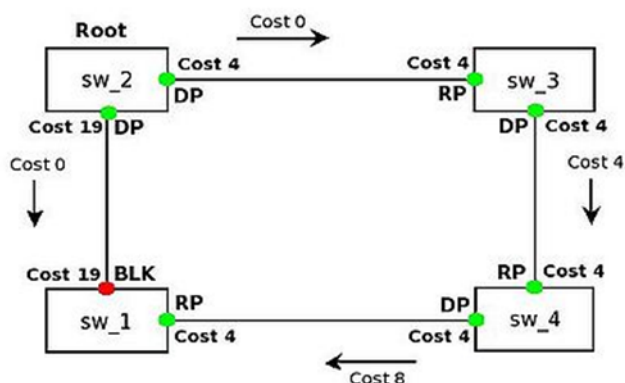 Root
Cost 0
Cost 4
Cost 4
sw_2
sw_3
DP
RP
Cost 19 DP
DP Cost 4
Cost 0
Cost 4
Cost 19 BLK
RP Cost 4
RP
DP
sw_1
sw_4
Cost 4
Cost 4
Cost 8